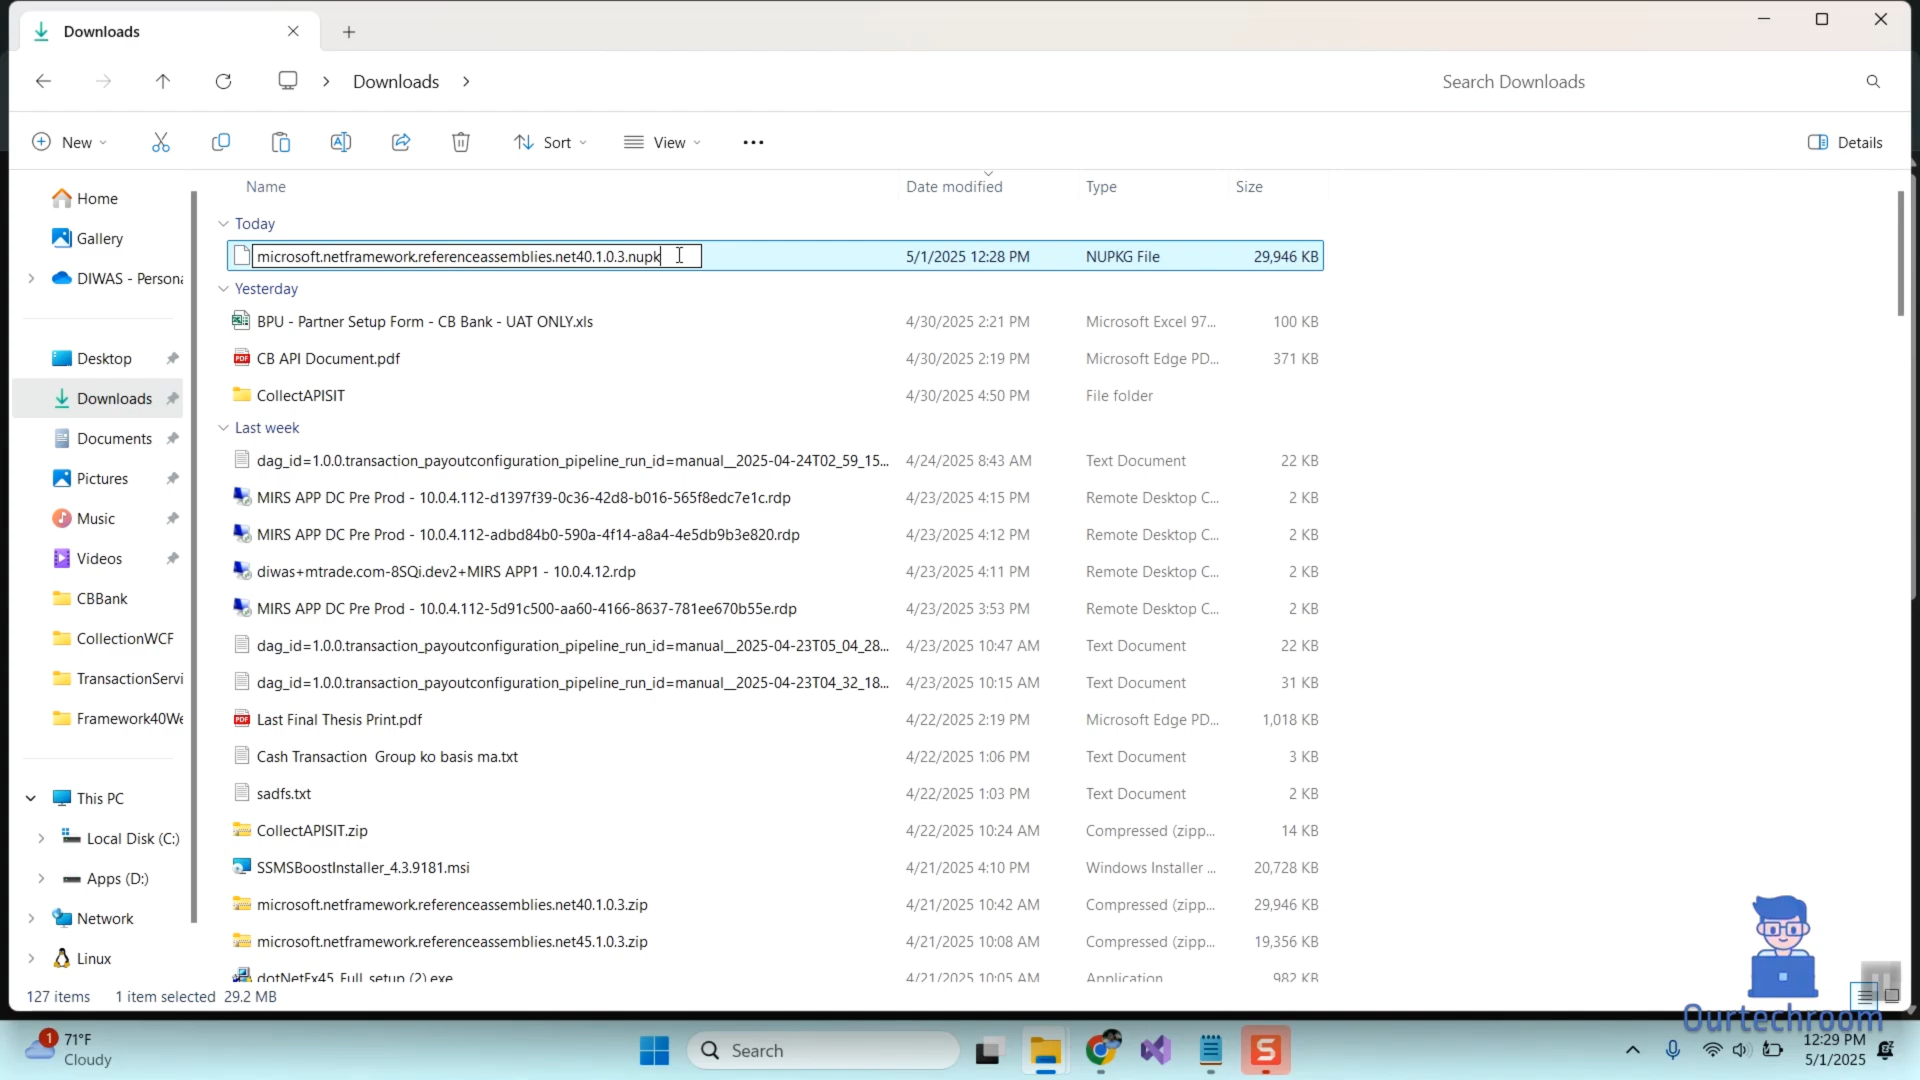 Downloads
Downloads
Search Downloads
New
Sort
View
Details
Home
Gallery
DIWAS - Persona
Desktop
Downloads
Documents
Pictures
Music
Videos
CBBank
CollectionWCF
TransactionServi
Framework40We
This PC
Local Disk (C:)
Apps (D:)
Network
Linux
Name Date modified Type Size
Today
microsoft.netframework.referenceassemblies.net40.1.0.3.nupk 5/1/2025 12:28 PM NUPKG File 29,946 KB
Yesterday
BPU - Partner Setup Form - CB Bank - UAT ONLY.xls 4/30/2025 2:21 PM Microsoft Excel 97... 100 KB
CB API Document.pdf 4/30/2025 2:19 PM Microsoft Edge PD... 371 KB
CollectAPISIT 4/30/2025 4:50 PM File folder
Last week
dag_id=1.0.0.transaction_payoutconfiguration_pipeline_run_id=manual__2025-04-24T02_59_15... 4/24/2025 8:43 AM Text Document 22 KB
MIRS APP DC Pre Prod - 10.0.4.112-d1397f39-0c36-42d8-b016-565f8edc7e1c.rdp 4/23/2025 4:15 PM Remote Desktop C... 2 KB
MIRS APP DC Pre Prod - 10.0.4.112-adbd84b0-590a-4f14-a8a4-4e5db9b3e820.rdp 4/23/2025 4:12 PM Remote Desktop C... 2 KB
diwas+mtrade.com-8SQi.dev2+MIRS APP1 - 10.0.4.12.rdp 4/23/2025 4:11 PM Remote Desktop C... 2 KB
MIRS APP DC Pre Prod - 10.0.4.112-5d91c500-aa60-4166-8637-781ee670b55e.rdp 4/23/2025 3:53 PM Remote Desktop C... 2 KB
dag_id=1.0.0.transaction_payoutconfiguration_pipeline_run_id=manual__2025-04-23T05_04_28... 4/23/2025 10:47 AM Text Document 22 KB
dag_id=1.0.0.transaction_payoutconfiguration_pipeline_run_id=manual__2025-04-23T04_32_18... 4/23/2025 10:15 AM Text Document 31 KB
Last Final Thesis Print.pdf 4/22/2025 2:19 PM Microsoft Edge PD... 1,018 KB
Cash Transaction  Group ko basis ma.txt 4/22/2025 1:06 PM Text Document 3 KB
sadfs.txt 4/22/2025 1:03 PM Text Document 2 KB
CollectAPISIT.zip 4/22/2025 10:24 AM Compressed (zipp... 14 KB
SSMSBoostInstaller_4.3.9181.msi 4/21/2025 4:10 PM Windows Installer ... 20,728 KB
microsoft.netframework.referenceassemblies.net40.1.0.3.zip 4/21/2025 10:42 AM Compressed (zipp... 29,946 KB
microsoft.netframework.referenceassemblies.net45.1.0.3.zip 4/21/2025 10:08 AM Compressed (zipp... 19,356 KB
dotNetFx45_Full_setup (2).exe 4/21/2025 10:05 AM Application 982 KB
127 items 1 item selected 29.2 MB
Ourtechroom
1
71°F
Cloudy
Search
S
12:29 PM
5/1/2025